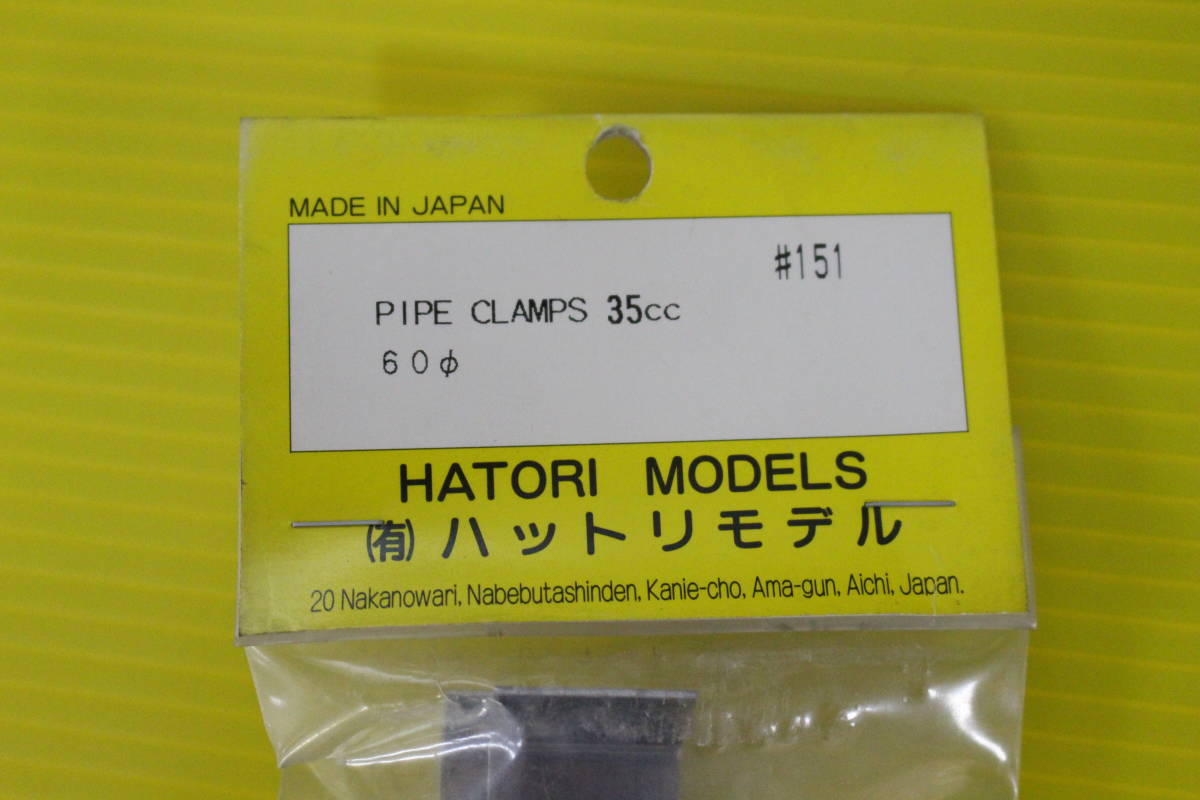 MADE IN JAPAN
#151
PIPE CLAMPS 35cc
60φ
HATORI MODELS
(有)ハットリモデル
20 Nakanowari, Nabebutashinden, Kanie-cho, Ama-gun, Aichi, Japan.